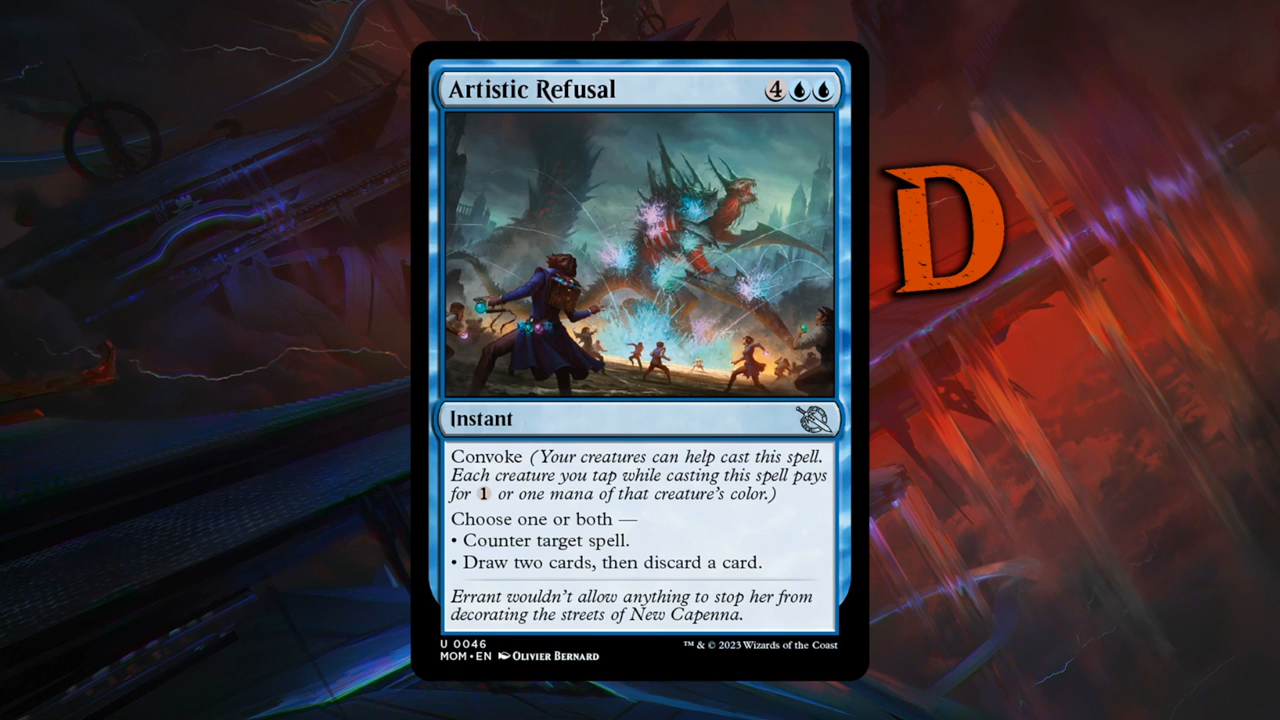 Artistic Refusal 4
D
Instant
Convoke (Your creatures can help cast this spell.
Each creature you tap while casting this spell pays
for 1 or one mana of that creature's color.)
Choose one or both —
• Counter target spell.
• Draw two cards, then discard a card.
Errant wouldn't allow anything to stop her from
decorating the streets of New Capenna.
U 0046
MOM • EN Olivier Bernard
™ & © 2023 Wizards of the Coast